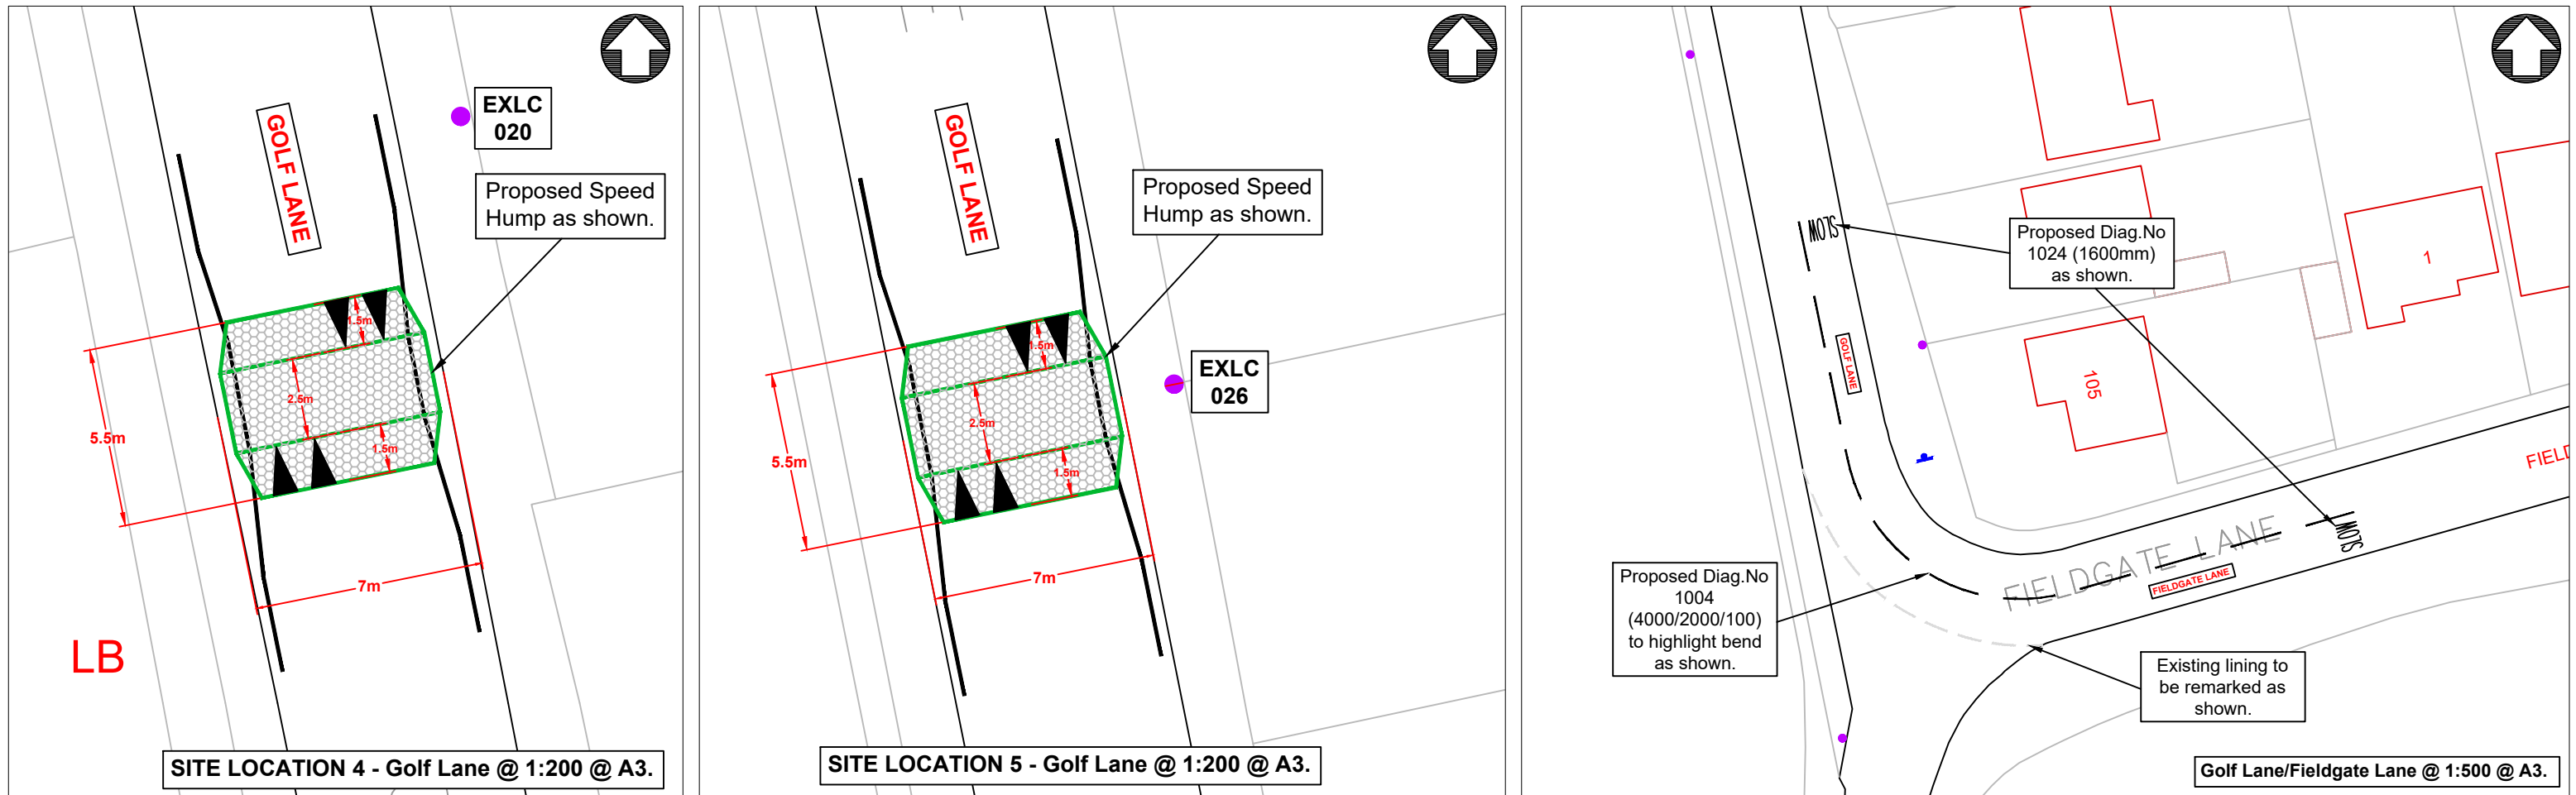 EXLC
020
GOLF LANE
Proposed Speed
Hump as shown.
1.5m
2.5m
1.5m
5.5m
7m
LB
SITE LOCATION 4 - Golf Lane @ 1:200 @ A3.
GOLF LANE
Proposed Speed
Hump as shown.
1.5m
2.5m
1.5m
EXLC
026
5.5m
7m
SITE LOCATION 5 - Golf Lane @ 1:200 @ A3.
SLOW
Proposed Diag.No
1024 (1600mm)
as shown.
1
GOLF LANE
105
FIELD
SLOW
FIELDGATE LANE
FIELDGATE LANE
Proposed Diag.No
1004
(4000/2000/100)
to highlight bend
as shown.
Existing lining to
be remarked as
shown.
Golf Lane/Fieldgate Lane @ 1:500 @ A3.